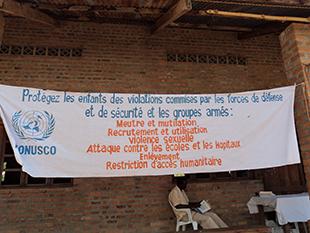 Protégez les enfants des violations commises par les forces de défense
et de sécurité et les groupes armés :
Meutre et mutilation
Recrutement et utilisation
violence sexuelle
Attaque contre les écoles et les hopitaux
Enlèvement
Restriction d'accès humanitaire
ONUSCO